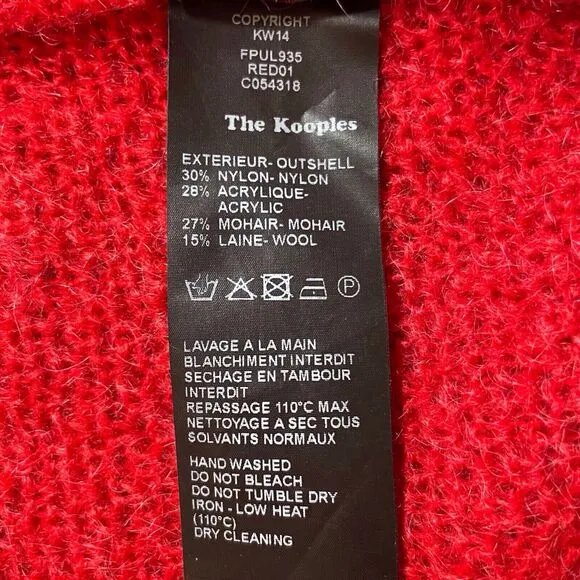 COPYRIGHT
KW14
FPUL935
RED01
C054318
The Kooples
EXTERIEUR- OUTSHELL
30% NYLON- NYLON
28% ACRYLIQUE-
ACRYLIC
27% MOHAIR- MOHAIR
15% LAINE- WOOL
P
LAVAGE A LA MAIN
BLANCHIMENT INTERDIT
SECHAGE EN TAMBOUR
INTERDIT
REPASSAGE 110°C MAX
NETTOYAGE A SEC TOUS
SOLVANTS NORMAUX
HAND WASHED
DO NOT BLEACH
DO NOT TUMBLE DRY
IRON - LOW HEAT
(110°C)
DRY CLEANING